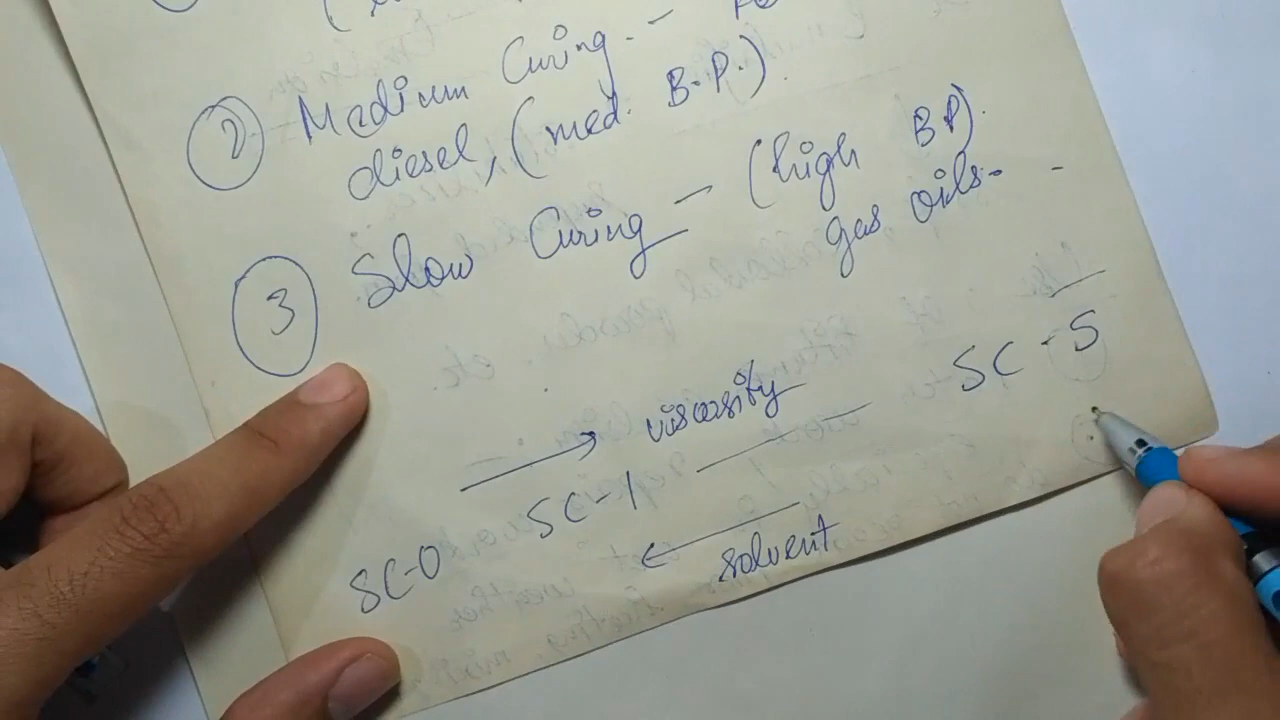 ② Medium Curing. -
diesel, (med. B.P.).
③ Slow Curing - (high BP).
gas oils. -
→ viscosity
SC-0 SC-1 —— SC-5
← solvent